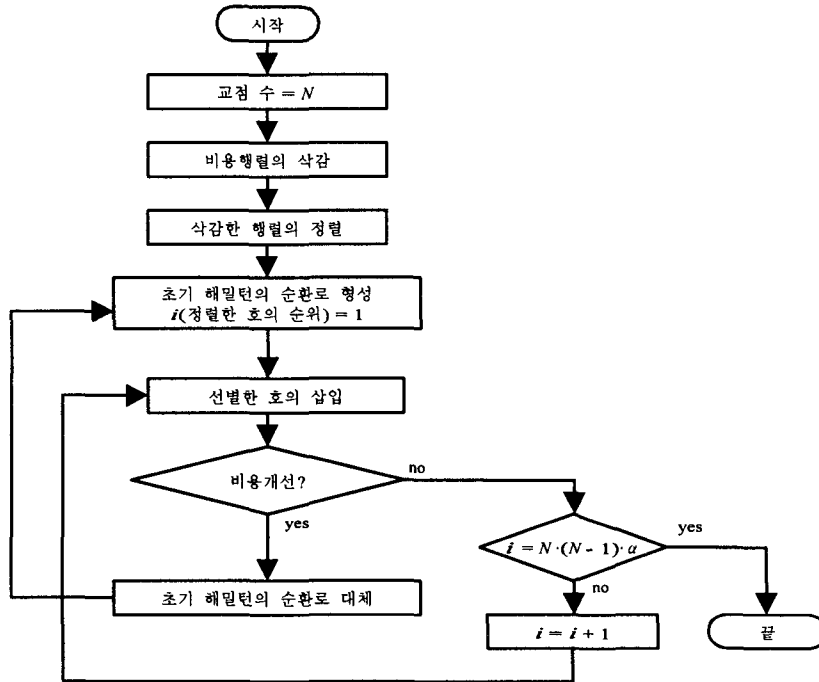 시작
교점 수 = N
비용행렬의 삭감
삭감한 행렬의 정렬
초기 해밀턴의 순환로 형성
i(정렬한 호의 순위) = 1
선별한 호의 삽입
비용개선?
no
yes
i = N·(N - 1)·α
yes
no
초기 해밀턴의 순환로 대체
i = i + 1
끝